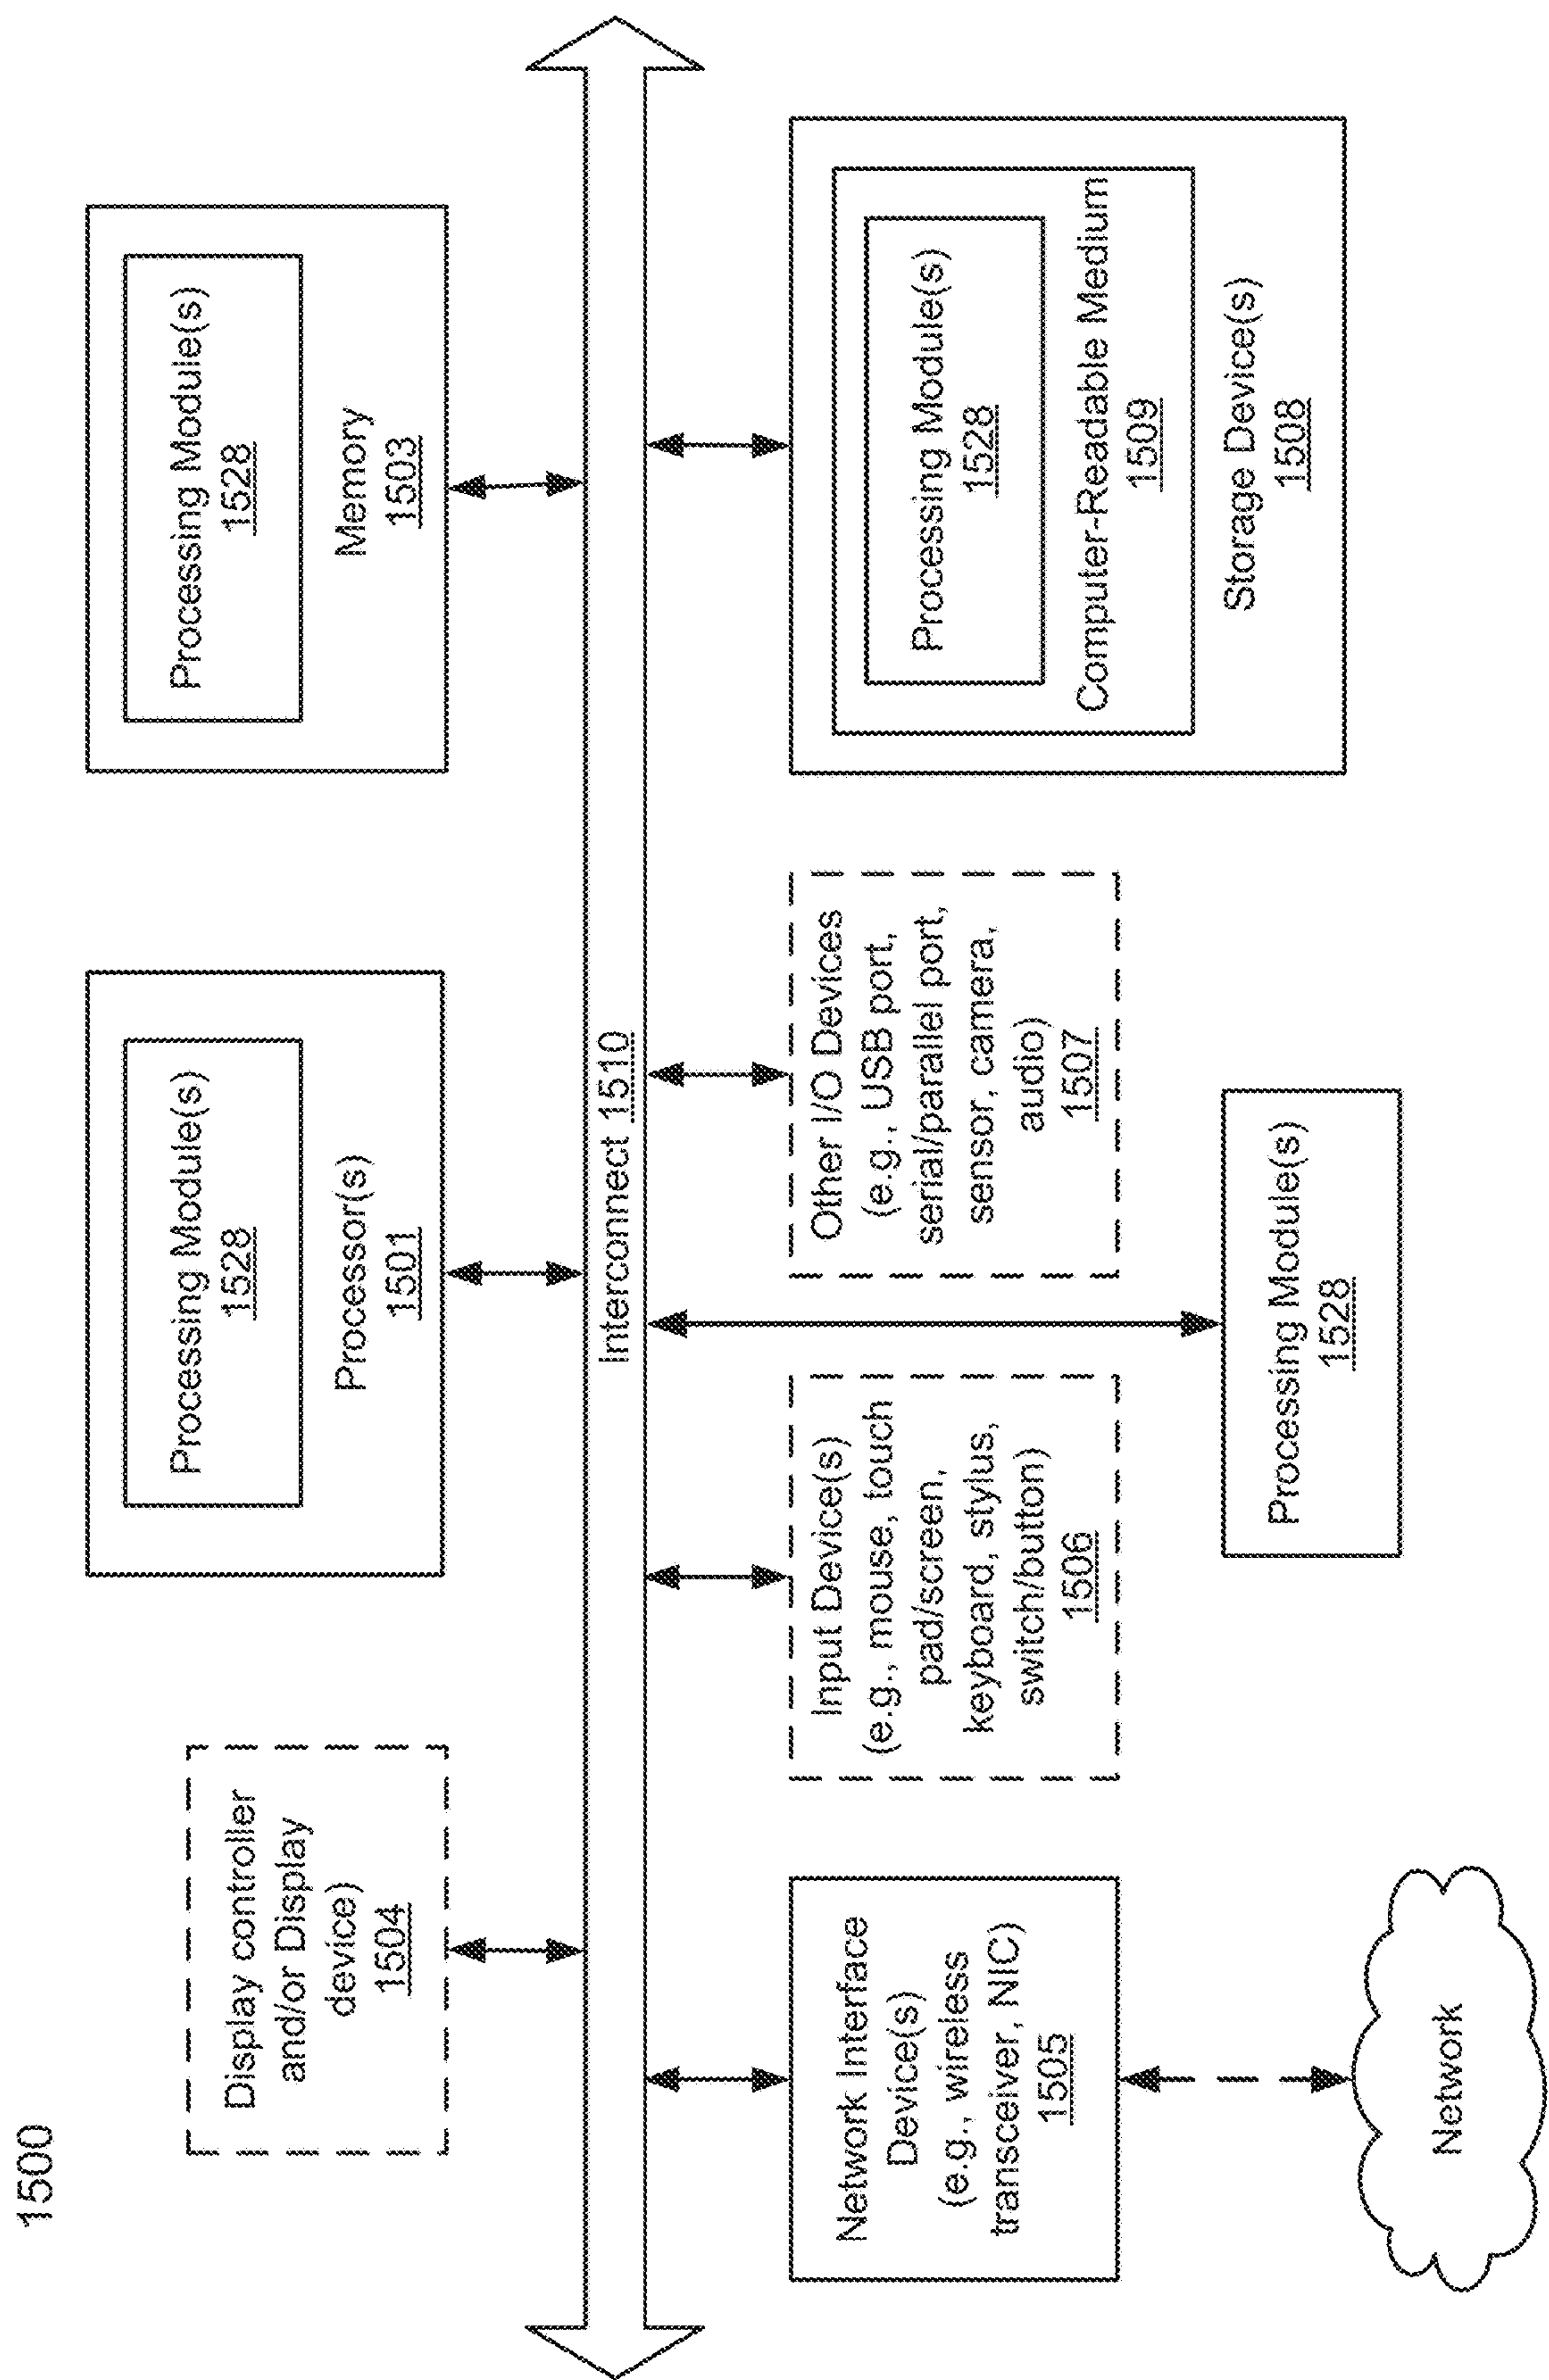 1500
Display controller
and/or Display
device)
1504
Processing Module(s)
1528
Processor(s)
1501
Processing Module(s)
1528
Memory
1503
Interconnect 1510
Network Interface
Device(s)
(e.g., wireless
transceiver, NIC)
1505
Input Device(s)
(e.g., mouse, touch
pad/screen,
keyboard, stylus,
switch/button)
1506
Other I/O Devices
(e.g., USB port,
serial/parallel port,
sensor, camera,
audio)
1507
Processing Module(s)
1528
Computer-Readable Medium
1509
Storage Device(s)
1508
Processing Module(s)
1528
Network